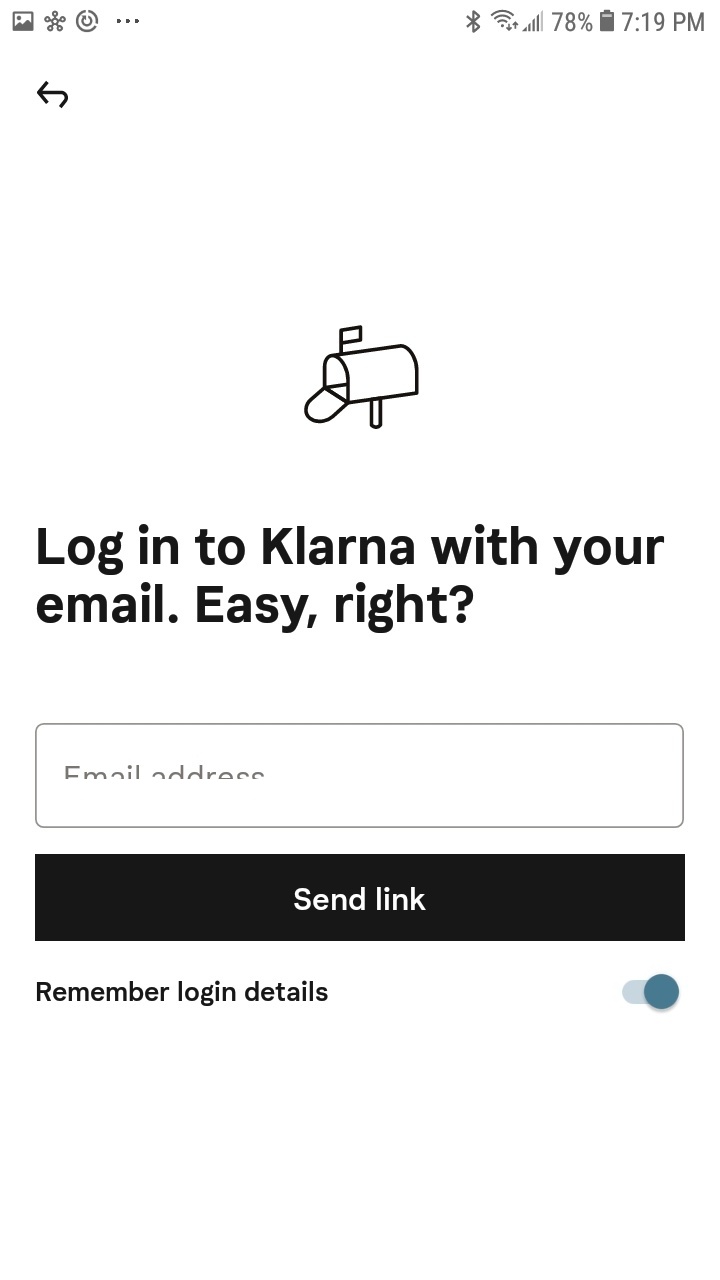 78% 7:19 PM
Log in to Klarna with your
email. Easy, right?
Email address
Send link
Remember login details